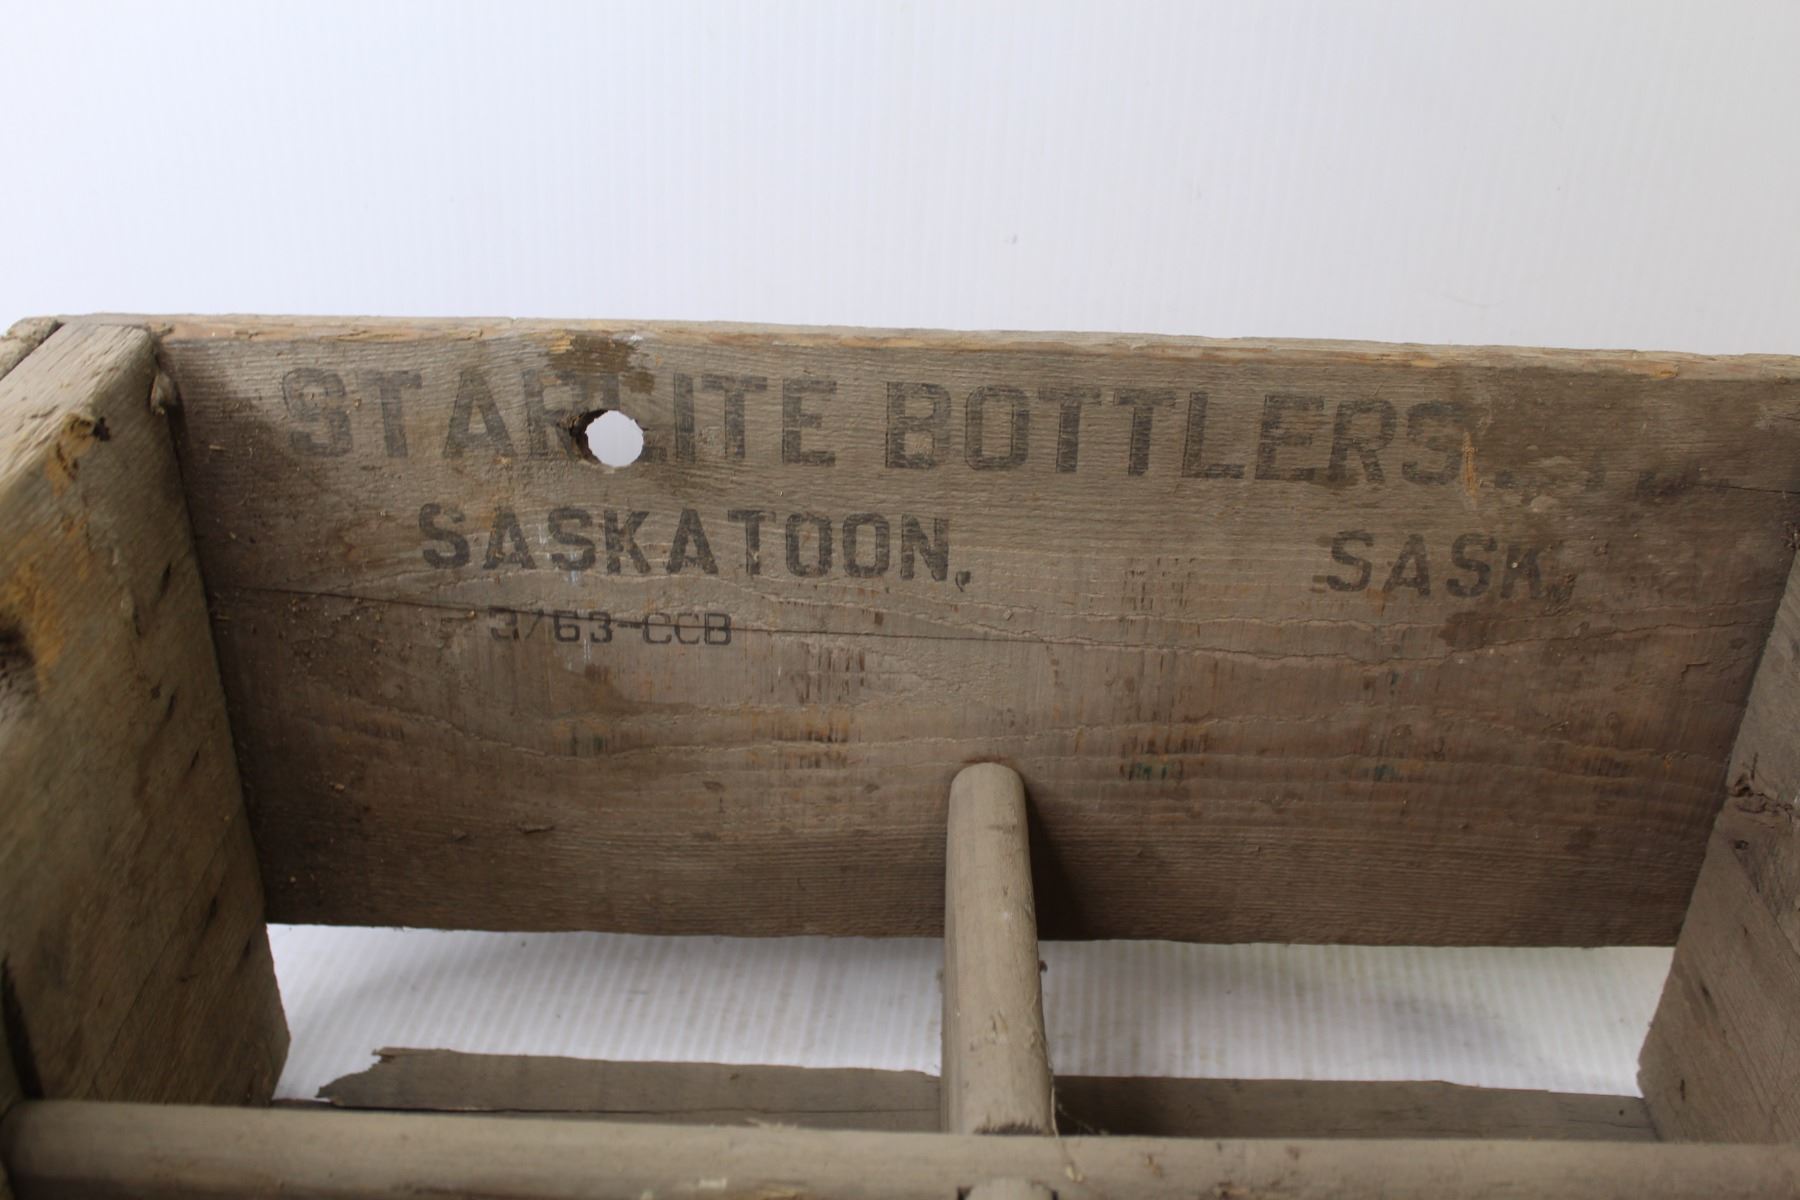 STARLITE BOTTLERS
SASKATOON, SASK.
3/63-CCB